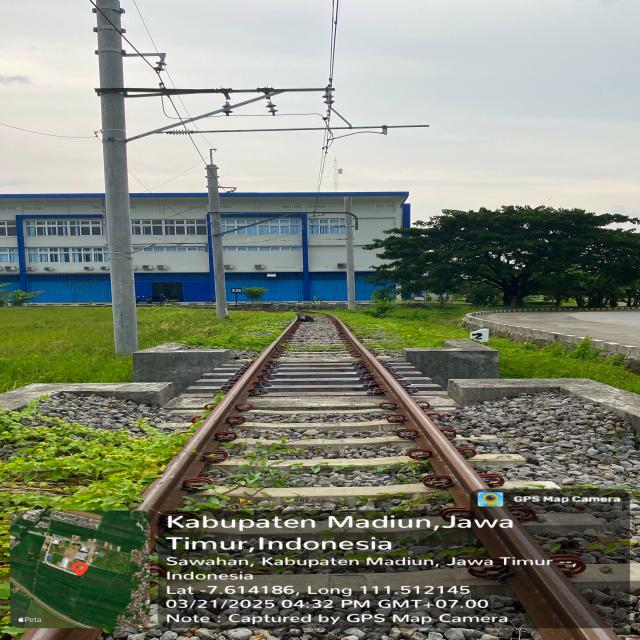 GPS Map Camera
Kabupaten Madiun,Jawa
Timur,Indonesia
Sawahan, Kabupaten Madiun, Jawa Timur --,
Indonesia
Lat -7.614186, Long 111.512145
03/21/2025 04:32 PM GMT+07.00
Note : Captured by GPS Map Camera
Peta